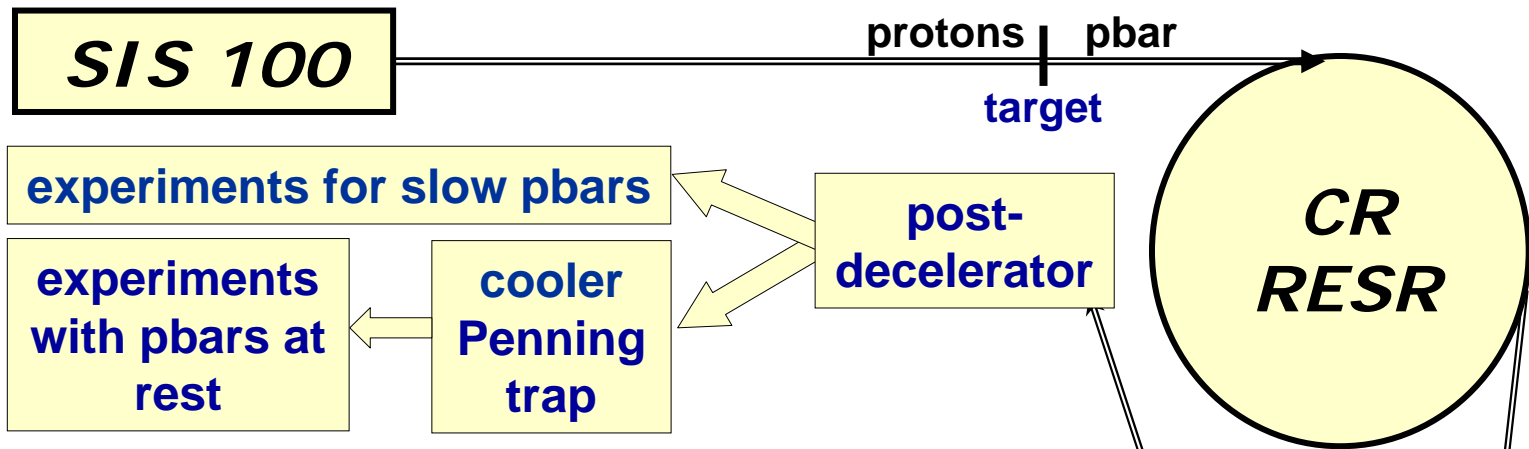 SIS 100
protons
pbar
target
experiments for slow pbars
post-
decelerator
CR
RESR
experiments
with pbars at
rest
cooler
Penning
trap